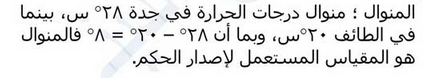 المنوال ؛ منوال درجات الحرارة في جدة ٢٨° س، بينما
في الطائف ٢٠°س، وبما أن ٢٨° – ٢٠° = ٨° فالمنوال
هو المقياس المستعمل لإصدار الحكم.